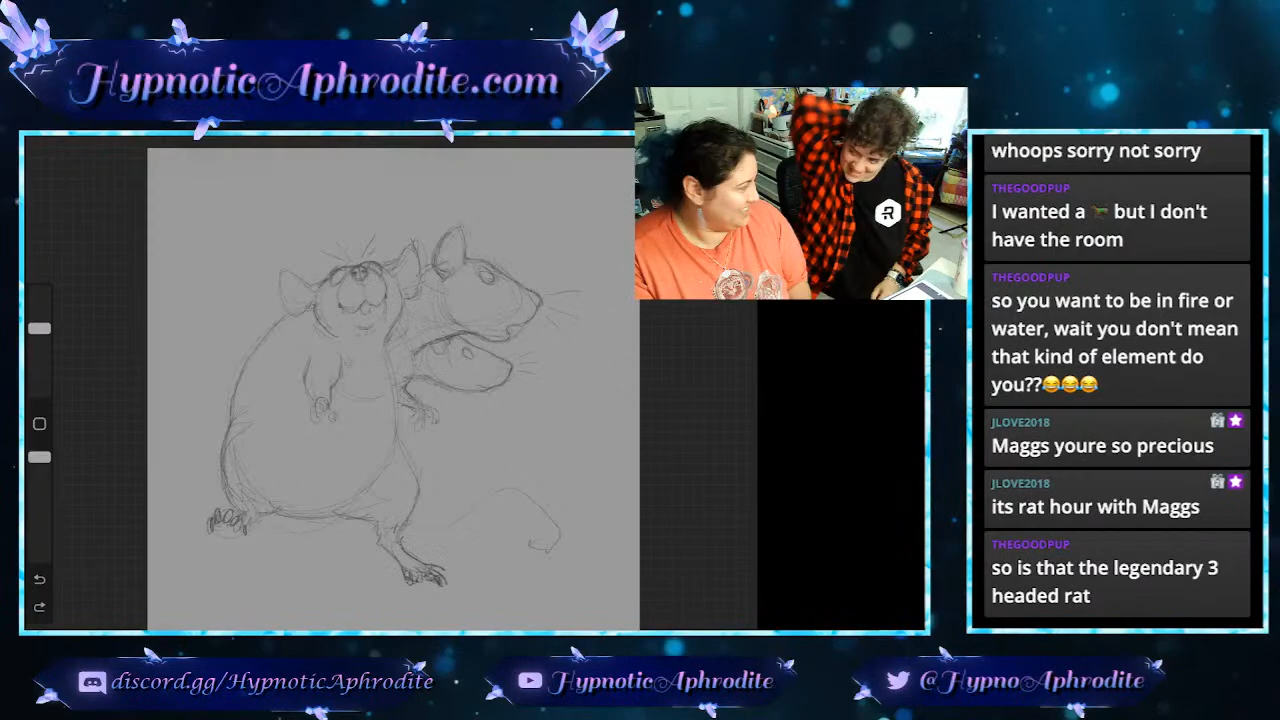 HypnoticAphrodite.com
whoops sorry not sorry
THEGOODPUP
I wanted a but I don't
have the room
THEGOODPUP
so you want to be in fire or
water, wait you don't mean
that kind of element do
you??😂😂😂
JLOVE2018
Maggs youre so precious
JLOVE2018
its rat hour with Maggs
THEGOODPUP
so is that the legendary 3
headed rat
discord.gg/HypnoticAphrodite
HypnoticAphrodite
@HypnoAphrodite